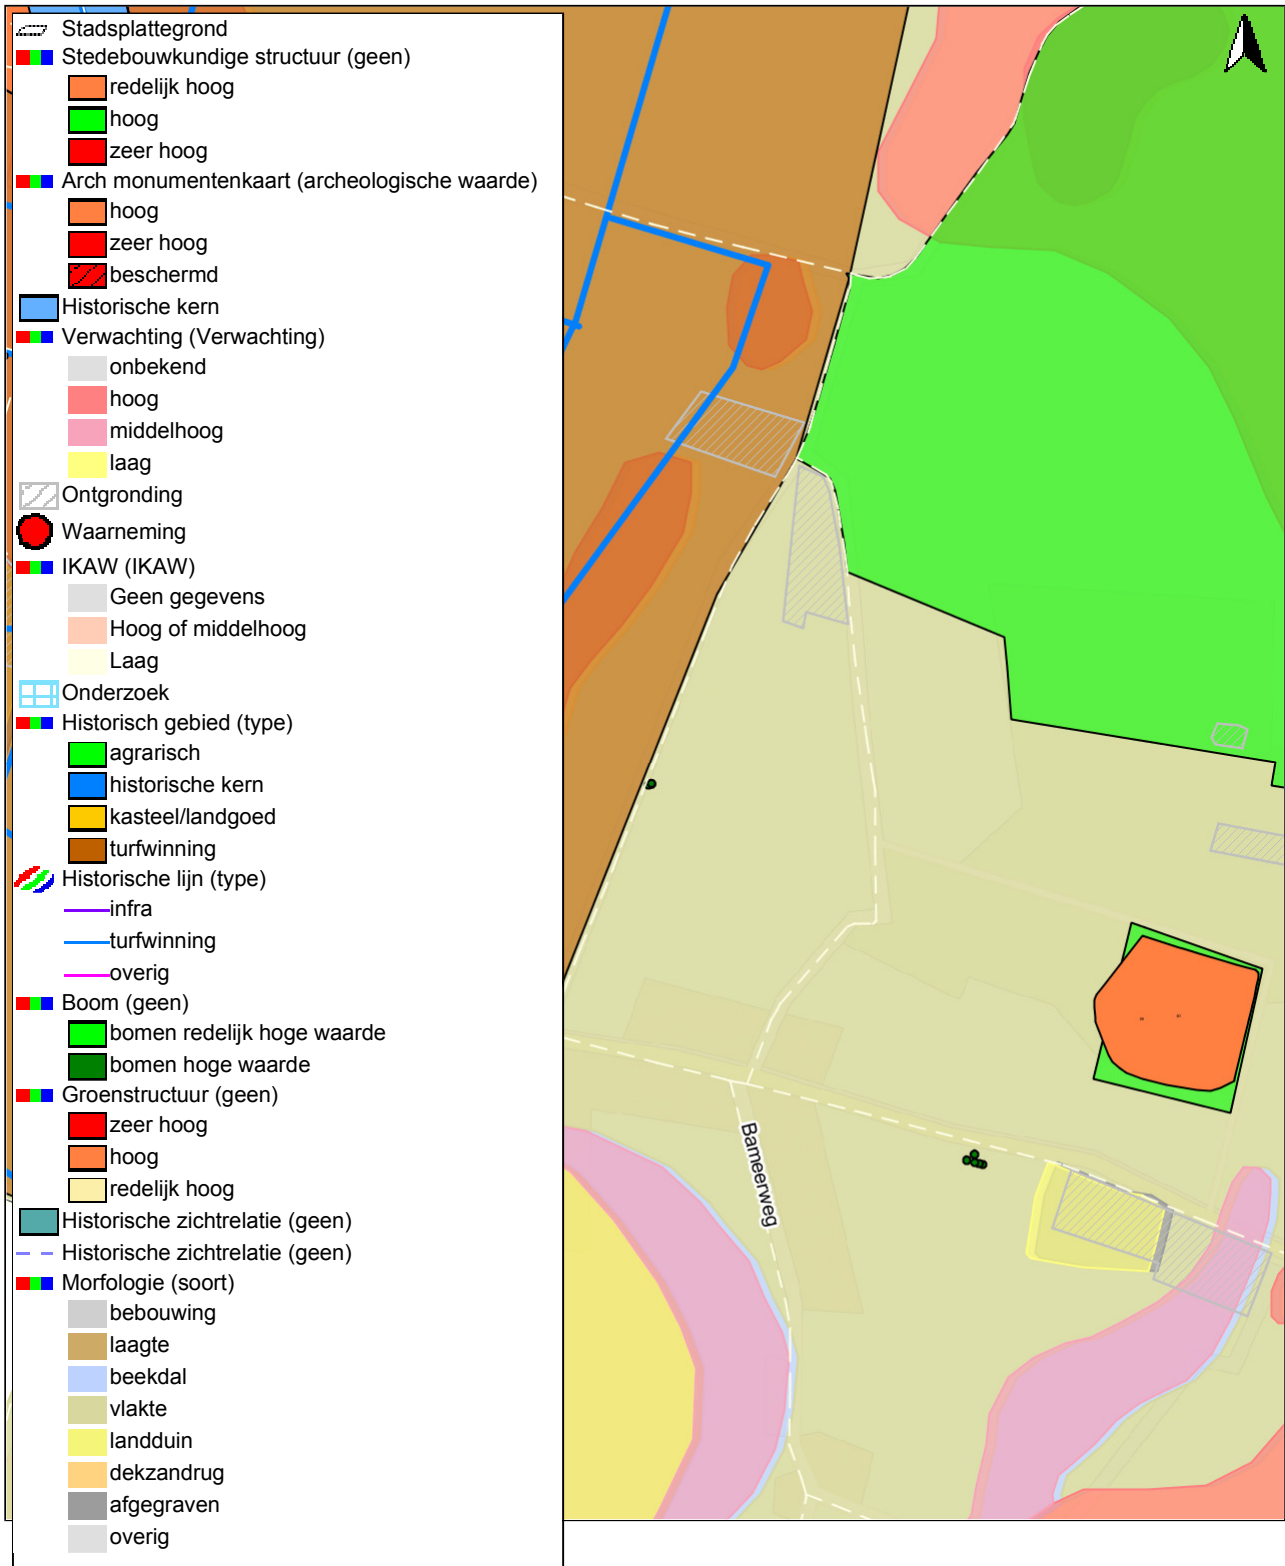 Stadsplattegrond
Stedebouwkundige structuur (geen)
redelijk hoog
hoog
zeer hoog
Arch monumentenkaart (archeologische waarde)
hoog
zeer hoog
beschermd
Historische kern
Verwachting (Verwachting)
onbekend
hoog
middelhoog
laag
Ontgronding
Waarneming
IKAW (IKAW)
Geen gegevens
Hoog of middelhoog
Laag
Onderzoek
Historisch gebied (type)
agrarisch
historische kern
kasteel/landgoed
turfwinning
Historische lijn (type)
infra
turfwinning
overig
Boom (geen)
bomen redelijk hoge waarde
bomen hoge waarde
Groenstructuur (geen)
zeer hoog
hoog
redelijk hoog
Historische zichtrelatie (geen)
Historische zichtrelatie (geen)
Morfologie (soort)
bebouwing
laagte
beekdal
vlakte
landduin
dekzandrug
afgegraven
overig
Bameerweg